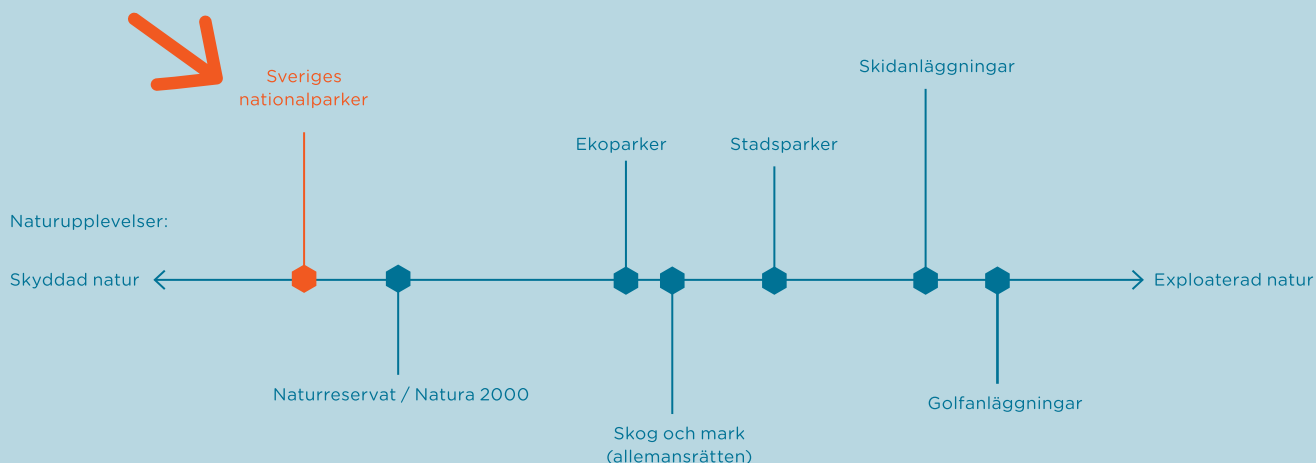 Sveriges
nationalparker
Skidanläggningar
Ekoparker
Stadsparker
Naturupplevelser:
Skyddad natur
Exploaterad natur
Naturreservat / Natura 2000
Golfanläggningar
Skog och mark
(allemansrätten)